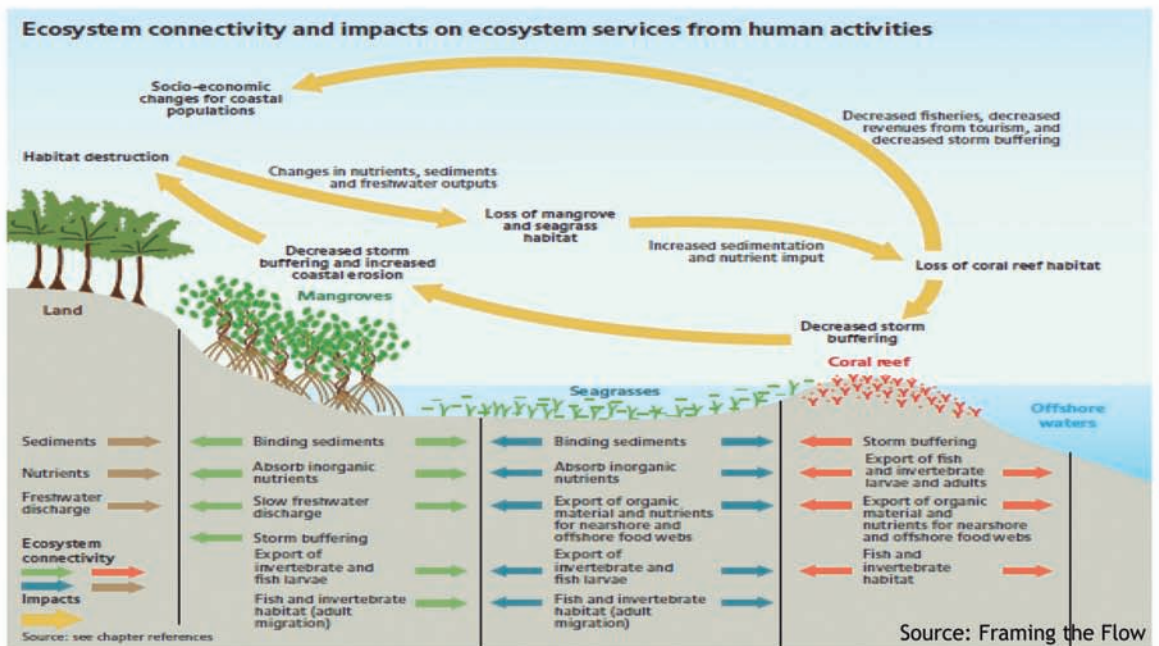 Ecosystem connectivity and impacts on ecosystem services from human activities
Socio-economic
changes for coastal
populations
Decreased fisheries, decreased
revenues from tourism, and
decreased storm buffering
Habitat destruction
Changes in nutrients, sediments
and freshwater outputs
Loss of mangrove
and seagrass
habitat
Increased sedimentation
and nutrient imput
Loss of coral reef habitat
Decreased storm
buffering and increased
coastal erosion
Mangroves
Land
Decreased storm
buffering
Coral reef
Seagrasses
Offshore
waters
Sediments
Nutrients
Freshwater
discharge
Ecosystem
connectivity
Impacts
Source: see chapter references
Binding sediments
Absorb inorganic
nutrients
Slow freshwater
discharge
Storm buffering
Export of
invertebrate and
fish larvae
Fish and invertebrate
habitat (adult
migration)
Binding sediments
Absorb inorganic
nutrients
Export of organic
material and nutrients
for nearshore and
offshore food webs
Export of
invertebrate and
fish larvae
Fish and invertebrate
habitat (adult
migration)
Storm buffering
Export of fish
and invertebrate
larvae and adults
Export of organic
material and
nutrients for nearshore
and offshore food webs
Fish and
invertebrate
habitat
Source: Framing the Flow